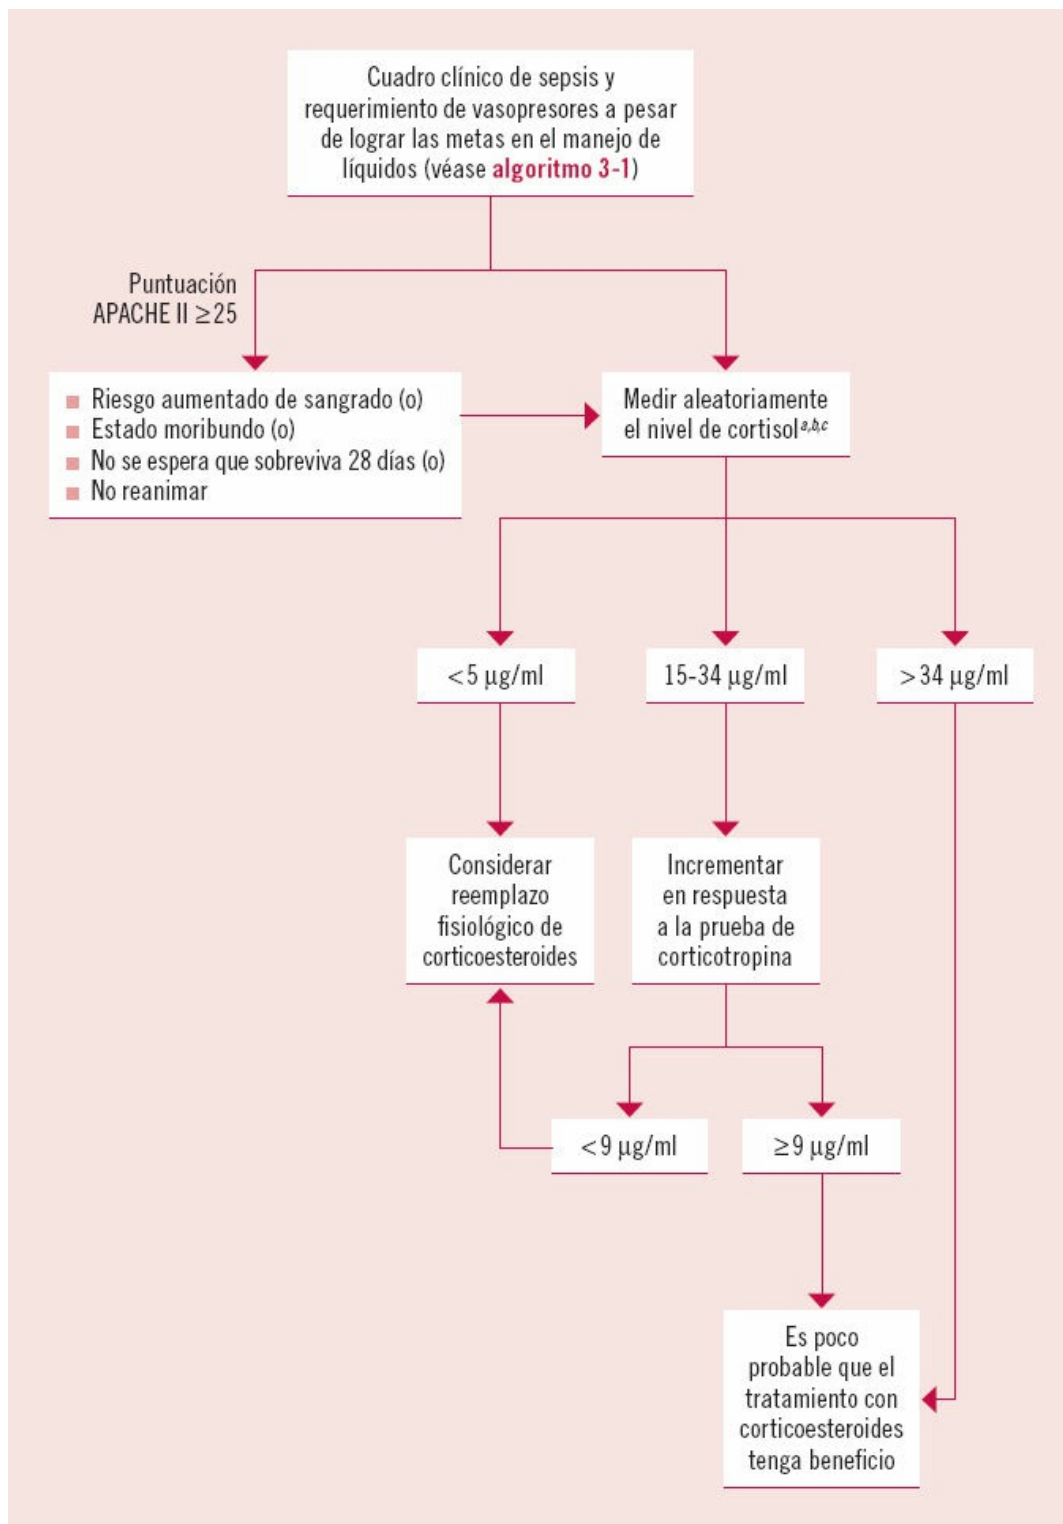 Cuadro clínico de sepsis y
requerimiento de vasopresores a pesar
de lograr las metas en el manejo de
líquidos (véase algoritmo 3-1)
Puntuación
APACHE II ≥25
Riesgo aumentado de sangrado (o)
Estado moribundo (o)
No se espera que sobreviva 28 días (o)
No reanimar
Medir aleatoriamente
el nivel de cortisol a,b,c
<5 µg/ml
15-34 µg/ml
>34 µg/ml
Considerar
reemplazo
fisiológico de
corticoesteroides
Incrementar
en respuesta
a la prueba de
corticotropina
<9 µg/ml
≥9 µg/ml
Es poco
probable que el
tratamiento con
corticoesteroides
tenga beneficio